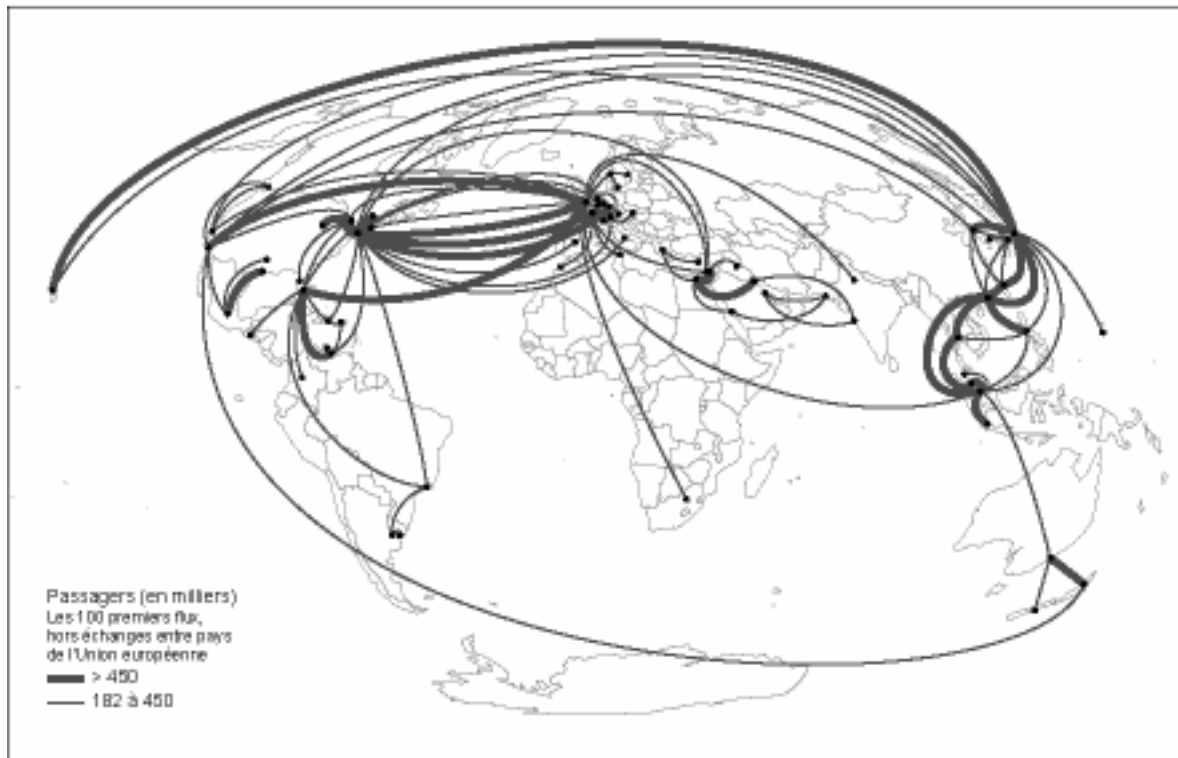 Passagers (en milliers)
Les 100 premiers flux,
hors échanges entre pays
de l'Union européenne
> 450
182 à 450